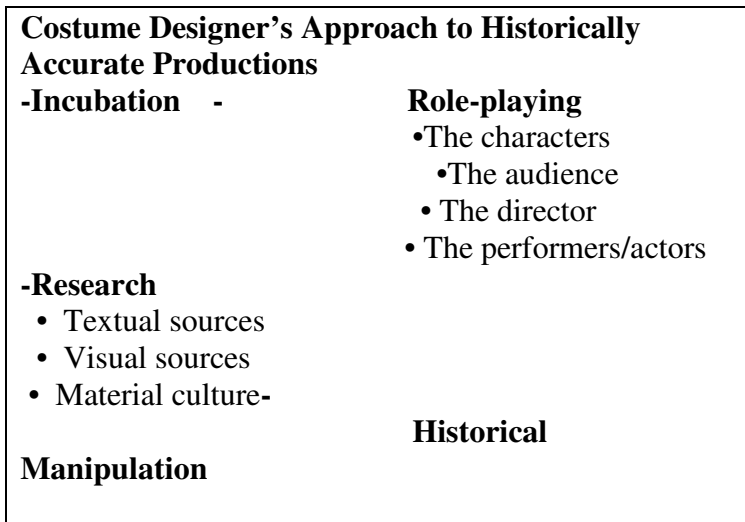 Costume Designer’s Approach to Historically
Accurate Productions
-Incubation - Role-playing
•The characters
•The audience
• The director
• The performers/actors
-Research
• Textual sources
• Visual sources
• Material culture-
Historical
Manipulation